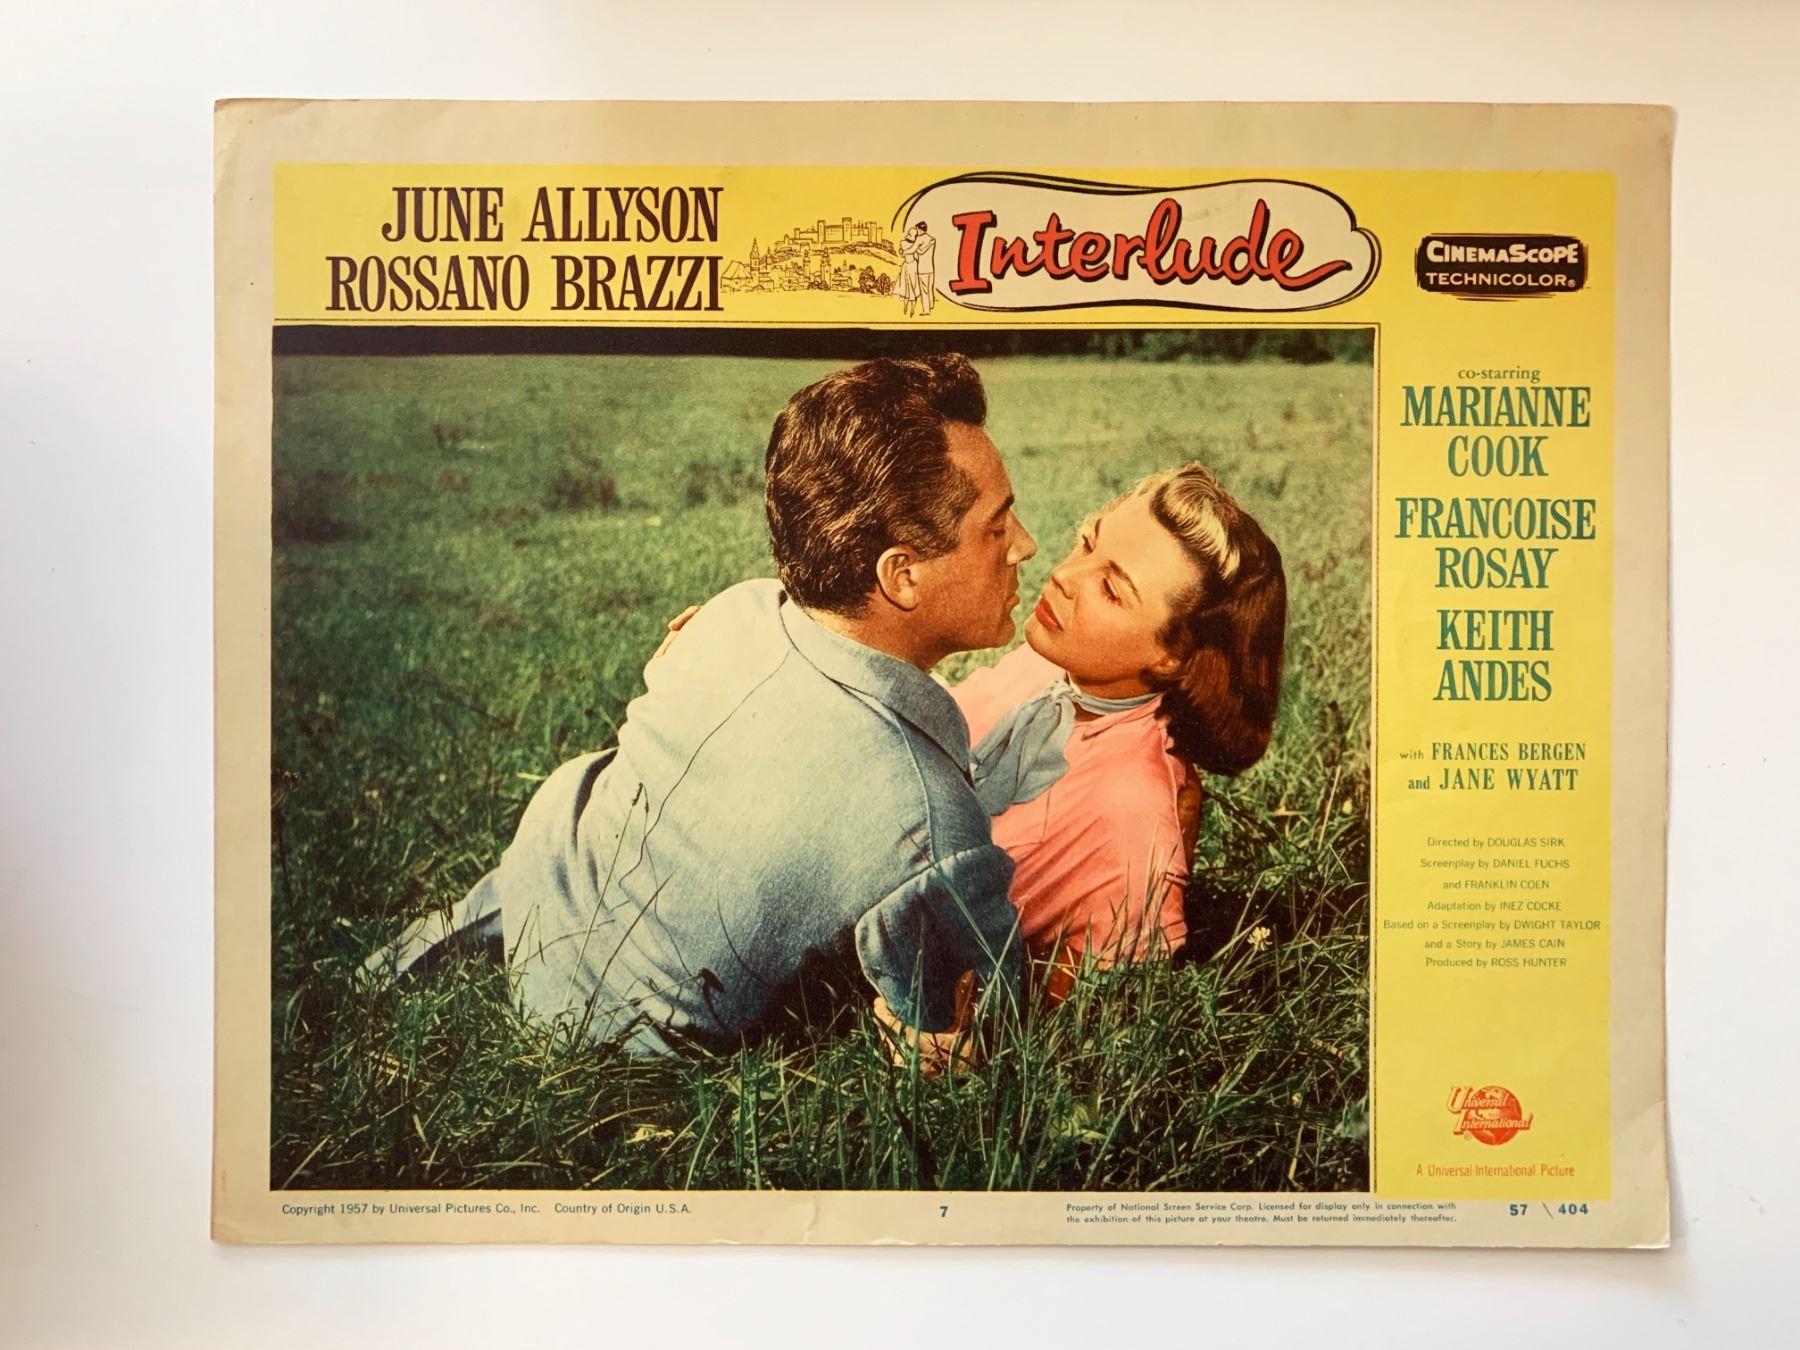 JUNE ALLYSON
ROSSANO BRAZZI
Interlude
CINEMASCOPE
TECHNICOLOR®
co-starring
MARIANNE
COOK
FRANCOISE
ROSAY
KEITH
ANDES
with FRANCES BERGEN
and JANE WYATT
Directed by DOUGLAS SIRK
Screenplay by DANIEL FUCHS
and FRANKLIN COEN
Adaptation by INEZ COCKE
Based on a Screenplay by DWIGHT TAYLOR
and a Story by JAMES CAIN
Produced by ROSS HUNTER
Universal
International
A Universal-International Picture
Copyright 1957 by Universal Pictures Co., Inc. Country of Origin U.S.A.
7
Property of National Screen Service Corp. Licensed for display only in connection with
the exhibition of this picture at your theatre. Must be returned immediately thereafter.
57 \ 404